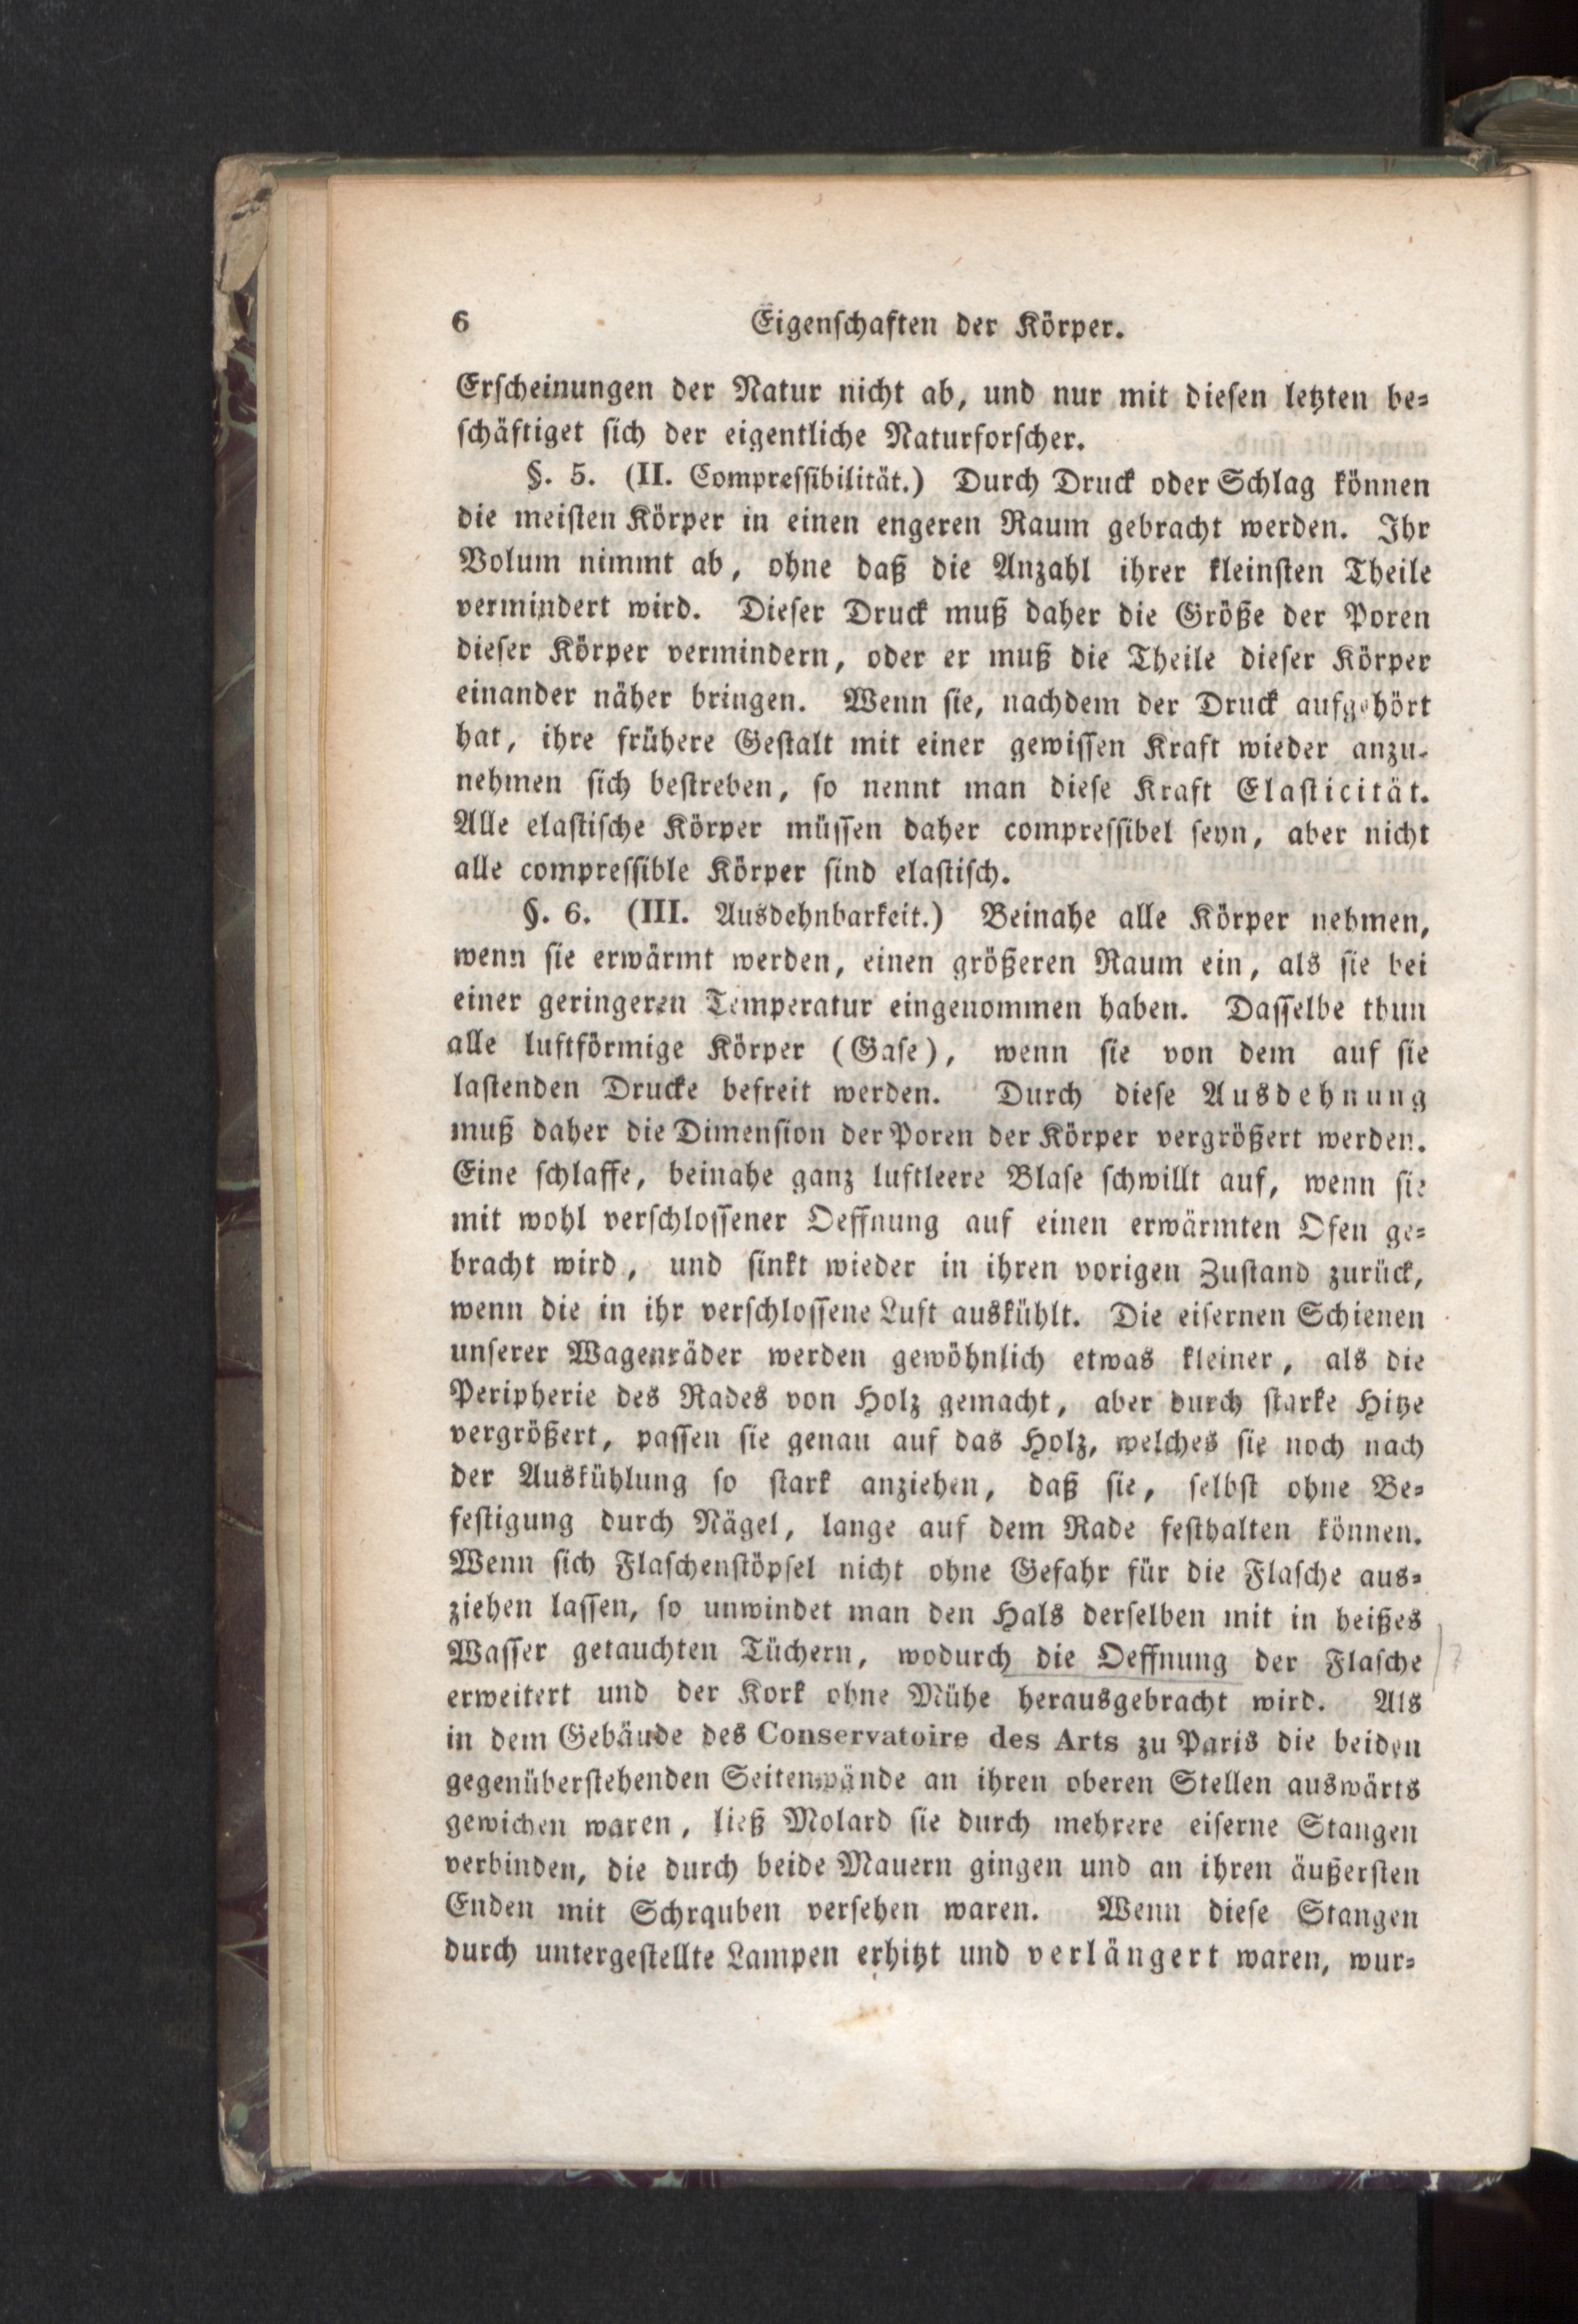 6 Eigenschaften der Körper.
Erscheinungen der Natur nicht ab, und nur mit diesen letzten be-
schäftiget sich der eigentliche Naturforscher.
§. 5. (II. Compressibilität.) Durch Druck oder Schlag können
die meisten Körper in einen engeren Raum gebracht werden. Ihr
Volum nimmt ab, ohne daß die Anzahl ihrer kleinsten Theile
vermindert wird. Dieser Druck muß daher die Größe der Poren
dieser Körper vermindern, oder er muß die Theile dieser Körper
einander näher bringen. Wenn sie, nachdem der Druck aufgehört
hat, ihre frühere Gestalt mit einer gewissen Kraft wieder anzu-
nehmen sich bestreben, so nennt man diese Kraft Elasticität.
Alle elastische Körper müssen daher compressibel seyn, aber nicht
alle compressible Körper sind elastisch.
§. 6. (III. Ausdehnbarkeit.) Beinahe alle Körper nehmen,
wenn sie erwärmt werden, einen größeren Raum ein, als sie bei
einer geringeren Temperatur eingenommen haben. Dasselbe thun
alle luftförmige Körper (Gase), wenn sie von dem auf sie
lastenden Drucke befreit werden. Durch diese Ausdehnung
muß daher die Dimension der Poren der Körper vergrößert werden.
Eine schlaffe, beinahe ganz luftleere Blase schwillt auf, wenn sie
mit wohl verschlossener Oeffnung auf einen erwärmten Ofen ge-
bracht wird, und sinkt wieder in ihren vorigen Zustand zurück,
wenn die in ihr verschlossene Luft auskühlt. Die eisernen Schienen
unserer Wagenräder werden gewöhnlich etwas kleiner, als die
Peripherie des Rades von Holz gemacht, aber durch starke Hitze
vergrößert, passen sie genau auf das Holz, welches sie noch nach
der Auskühlung so stark anziehen, daß sie, selbst ohne Be-
festigung durch Nägel, lange auf dem Rade festhalten können.
Wenn sich Flaschenstöpsel nicht ohne Gefahr für die Flasche aus-
ziehen lassen, so unwindet man den Hals derselben mit in heißes
Wasser getauchten Tüchern, wodurch die Oeffnung der Flasche
erweitert und der Kork ohne Mühe herausgebracht wird. Als
in dem Gebäude des Conservatoire des Arts zu Paris die beiden
gegenüberstehenden Seitenwände an ihren oberen Stellen auswärts
gewichen waren, ließ Molard sie durch mehrere eiserne Stangen
verbinden, die durch beide Mauern gingen und an ihren äußersten
Enden mit Schrauben versehen waren. Wenn diese Stangen
durch untergestellte Lampen erhitzt und verlängert waren, wur-